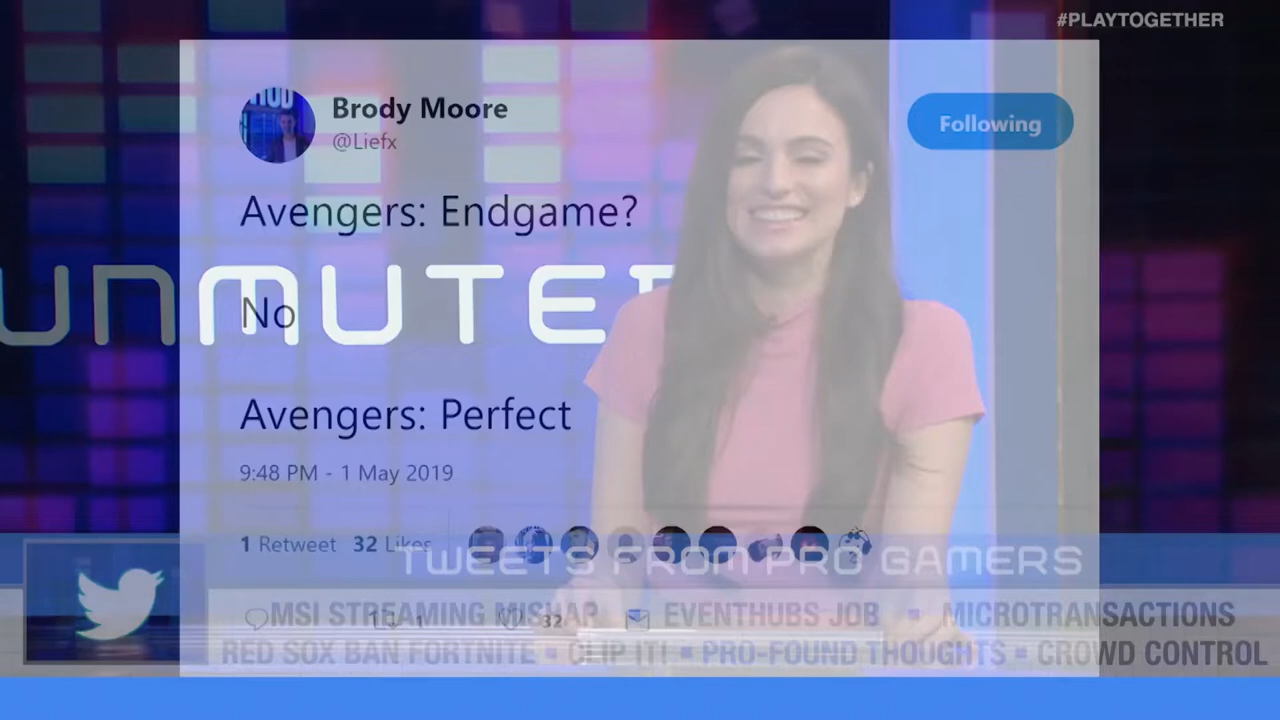 #PLAYTOGETHER
Brody Moore
@Liefx
Following
Avengers: Endgame?
UNMUTED
No
Avengers: Perfect
9:48 PM - 1 May 2019
1 Retweet 32 Likes
TWEETS FROM PRO GAMERS
1 32
MSI STREAMING MISHAP ▪ EVENTHUBS JOB ▪ MICROTRANSACTIONS
RED SOX BAN FORTNITE ▪ CLIP IT! ▪ PRO-FOUND THOUGHTS ▪ CROWD CONTROL